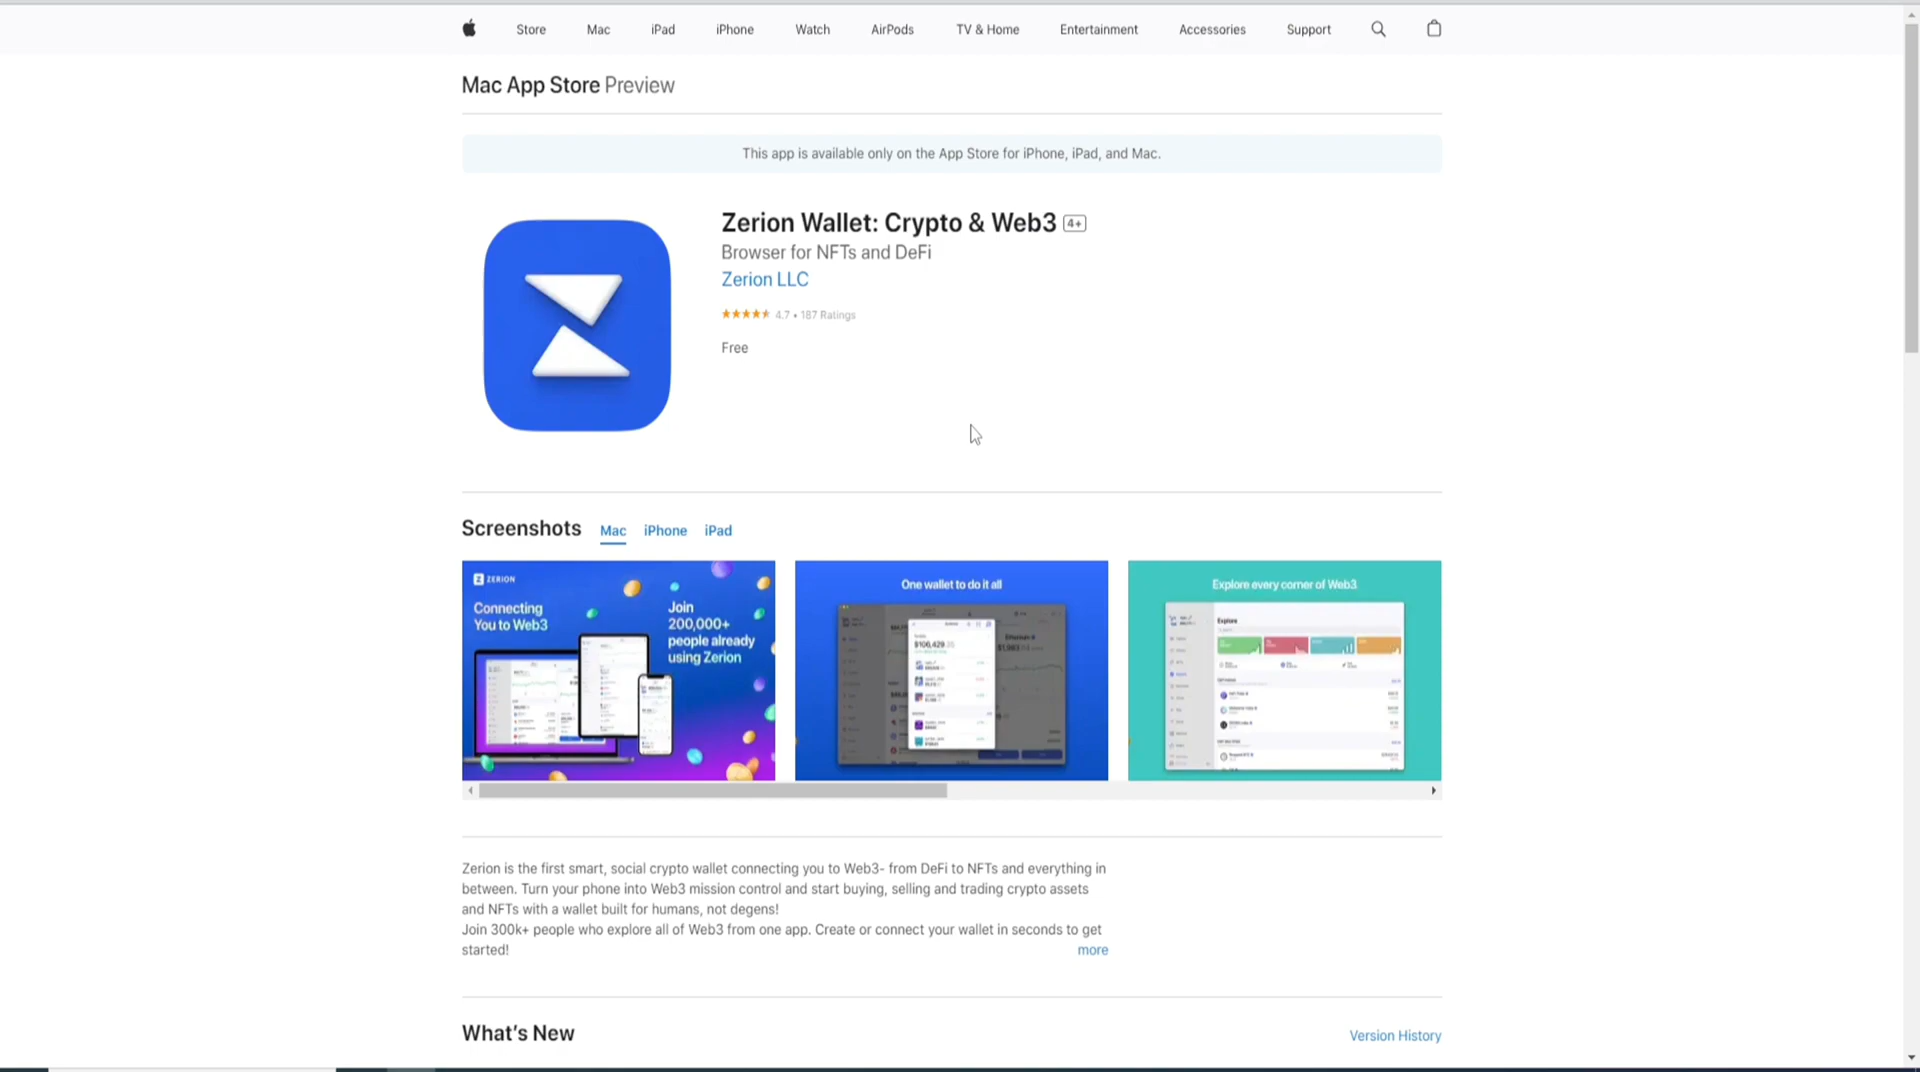 Store Mac iPad iPhone Watch AirPods TV & Home Entertainment Accessories Support
Mac App Store Preview
This app is available only on the App Store for iPhone, iPad, and Mac.
Zerion Wallet: Crypto & Web3 4+
Browser for NFTs and DeFi
Zerion LLC
4.7 • 187 Ratings
Free
Screenshots Mac iPhone iPad
ZERION
Connecting
You to Web3
Join
200,000+
people already
using Zerion
One wallet to do it all
$106,429
Explore every corner of Web3
Explore
Zerion is the first smart, social crypto wallet connecting you to Web3- from DeFi to NFTs and everything in
between. Turn your phone into Web3 mission control and start buying, selling and trading crypto assets
and NFTs with a wallet built for humans, not degens!
Join 300k+ people who explore all of Web3 from one app. Create or connect your wallet in seconds to get
started!
more
What's New
Version History